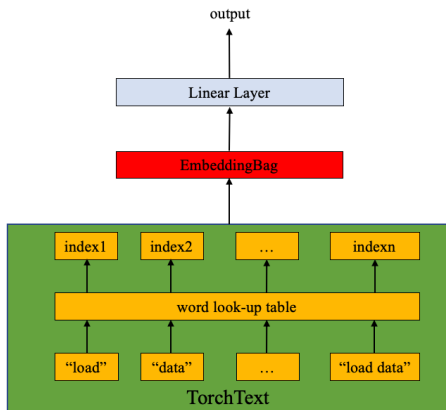 output
Linear Layer
EmbeddingBag
index1 index2 … indexn
word look-up table
“load” “data” … “load data”
TorchText